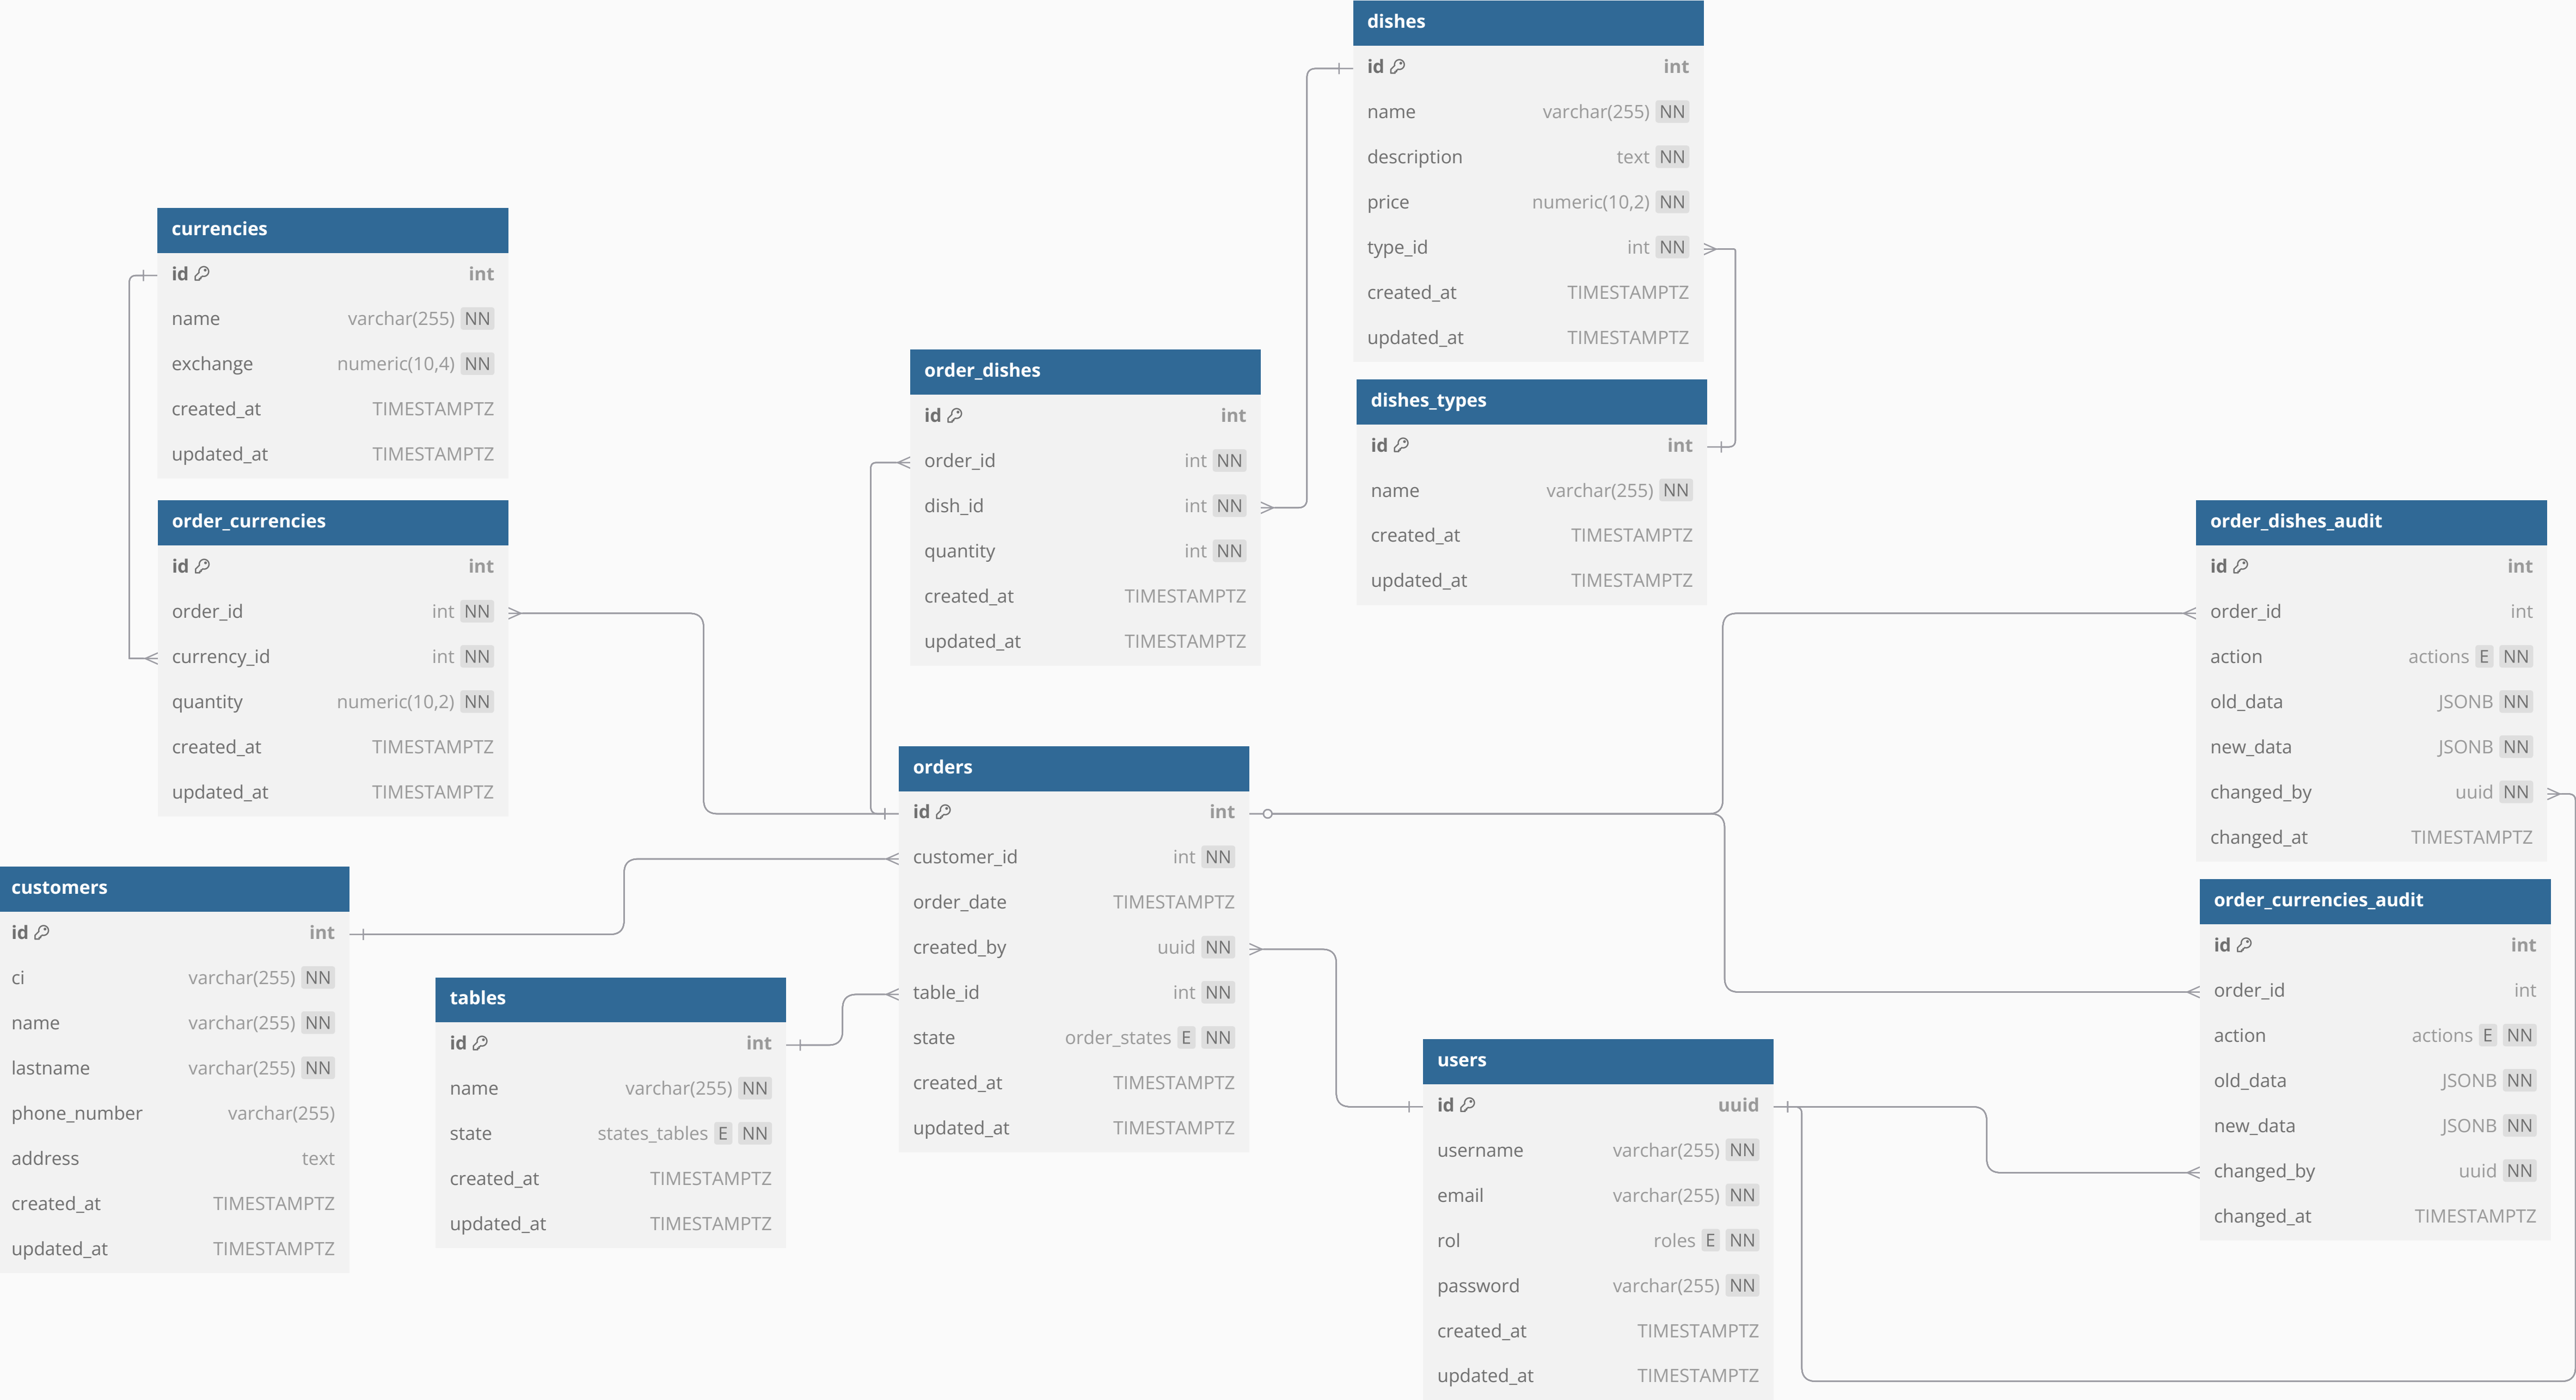 dishes
id int
name varchar(255) NN
description text NN
price numeric(10,2) NN
type_id int NN
created_at TIMESTAMPTZ
updated_at TIMESTAMPTZ
currencies
id int
name varchar(255) NN
exchange numeric(10,4) NN
created_at TIMESTAMPTZ
updated_at TIMESTAMPTZ
order_dishes
id int
order_id int NN
dish_id int NN
quantity int NN
created_at TIMESTAMPTZ
updated_at TIMESTAMPTZ
dishes_types
id int
name varchar(255) NN
created_at TIMESTAMPTZ
updated_at TIMESTAMPTZ
order_currencies
id int
order_id int NN
currency_id int NN
quantity numeric(10,2) NN
created_at TIMESTAMPTZ
updated_at TIMESTAMPTZ
order_dishes_audit
id int
order_id int
action actions E NN
old_data JSONB NN
new_data JSONB NN
changed_by uuid NN
changed_at TIMESTAMPTZ
orders
id int
customer_id int NN
order_date TIMESTAMPTZ
created_by uuid NN
table_id int NN
state order_states E NN
created_at TIMESTAMPTZ
updated_at TIMESTAMPTZ
customers
id int
ci varchar(255) NN
name varchar(255) NN
lastname varchar(255) NN
phone_number varchar(255)
address text
created_at TIMESTAMPTZ
updated_at TIMESTAMPTZ
order_currencies_audit
id int
order_id int
action actions E NN
old_data JSONB NN
new_data JSONB NN
changed_by uuid NN
changed_at TIMESTAMPTZ
tables
id int
name varchar(255) NN
state states_tables E NN
created_at TIMESTAMPTZ
updated_at TIMESTAMPTZ
users
id uuid
username varchar(255) NN
email varchar(255) NN
rol roles E NN
password varchar(255) NN
created_at TIMESTAMPTZ
updated_at TIMESTAMPTZ